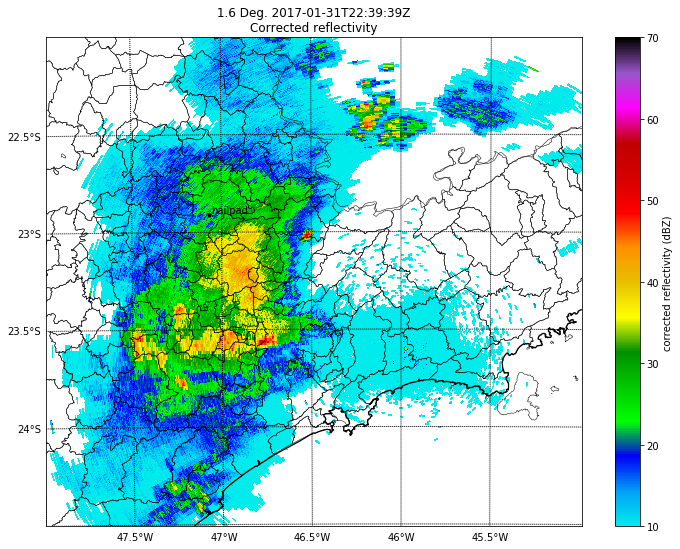 1.6 Deg. 2017-01-31T22:39:39Z
Corrected reflectivity
22.5°S
23°S
23.5°S
24°S
47.5°W
47°W
46.5°W
46°W
45.5°W
hailpad
70
60
50
40
30
20
10
corrected reflectivity (dBZ)